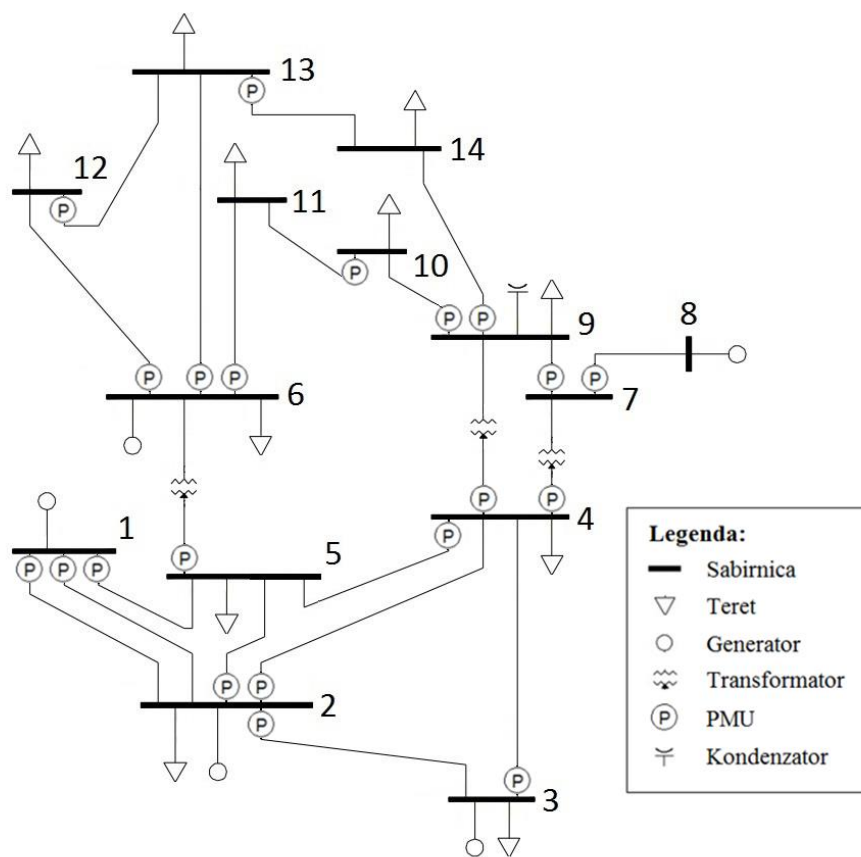 13
P
14
12
P
11
10
P
P P
9
8
P P
7
P P P
6
P P
4
1
P P P
P
5
P
P P
2
P
P
3
Legenda:
Sabirnica
Teret
Generator
Transformator
P PMU
Kondenzator